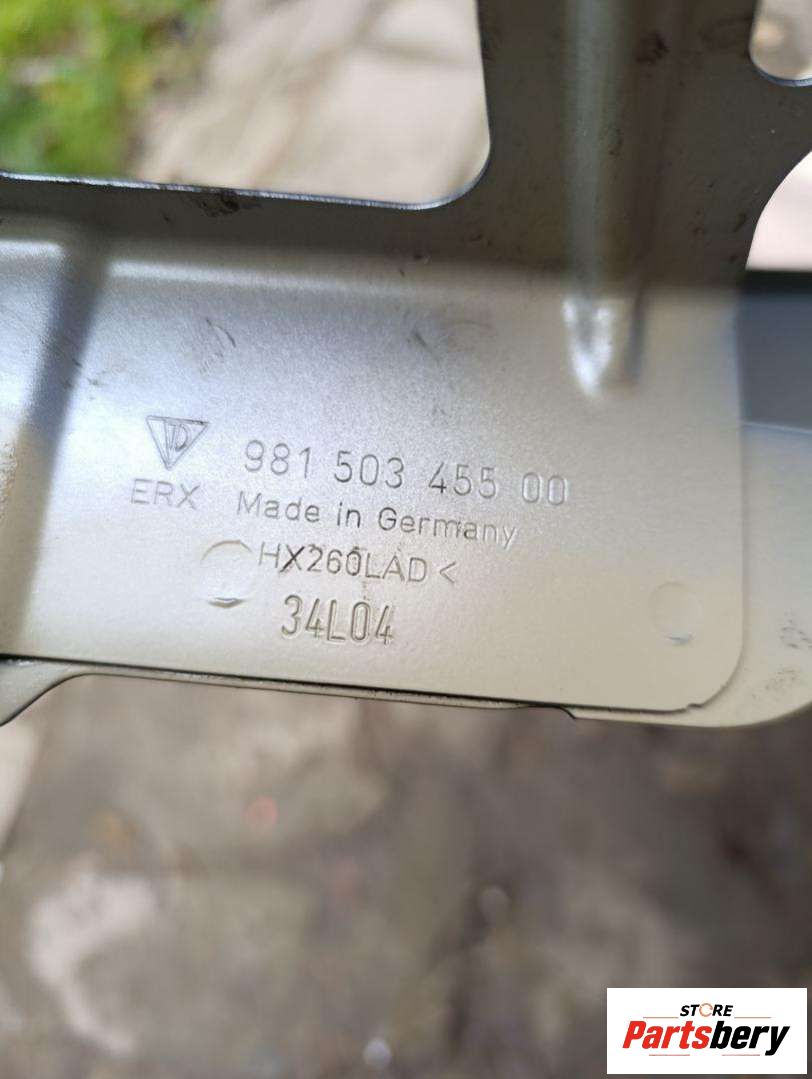 981 503 455 00
ERX Made in Germany
HX260LAD<
34L04
STORE
Partsbery